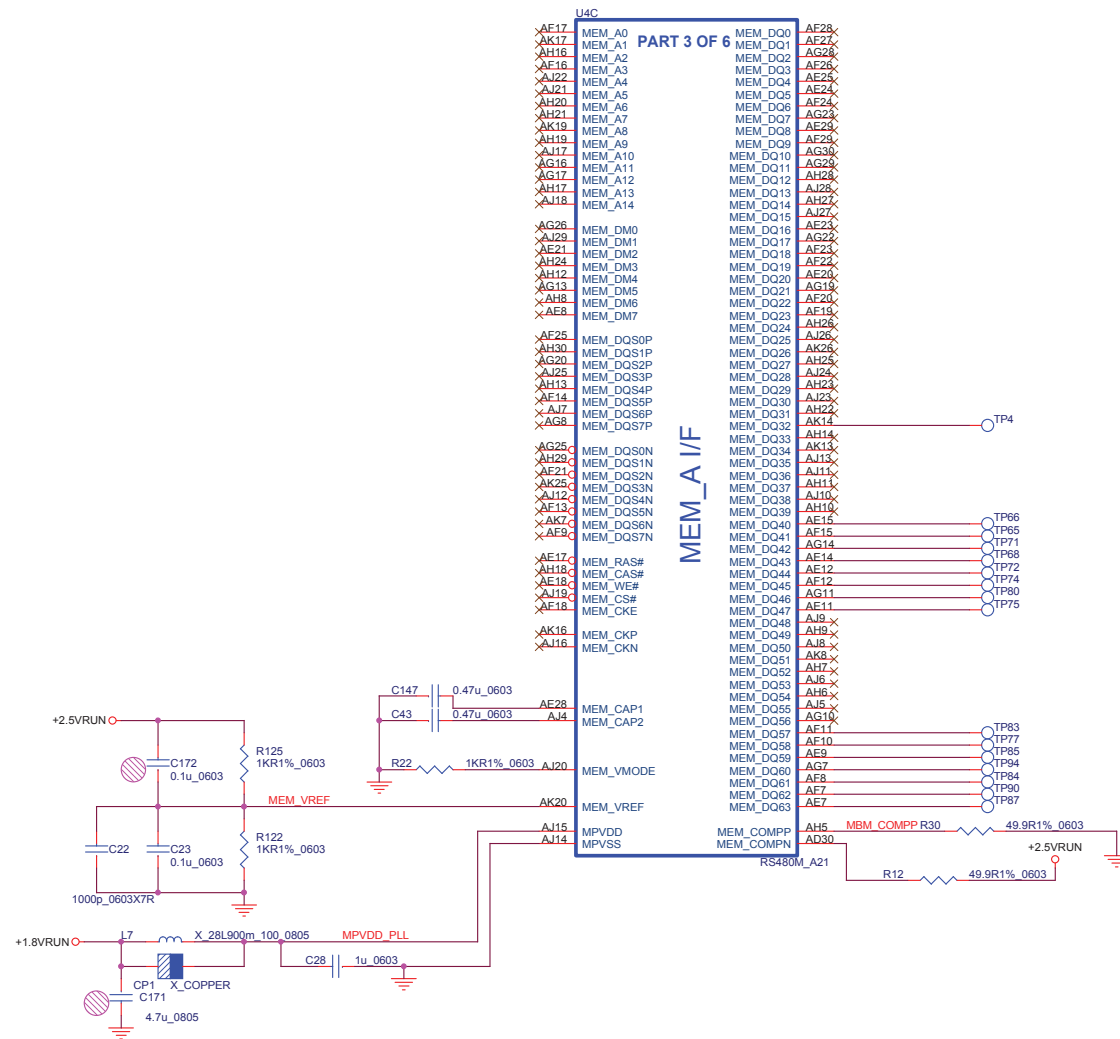 U4C
PART 3 OF 6
MEM_A I/F
AF17 MEM_A0
AK17 MEM_A1
AH16 MEM_A2
AF16 MEM_A3
AJ22 MEM_A4
AJ21 MEM_A5
AH20 MEM_A6
AH21 MEM_A7
AK19 MEM_A8
AH19 MEM_A9
AJ17 MEM_A10
AG16 MEM_A11
AG17 MEM_A12
AH17 MEM_A13
AJ18 MEM_A14
AG26 MEM_DM0
AJ29 MEM_DM1
AE21 MEM_DM2
AH24 MEM_DM3
AH12 MEM_DM4
AG13 MEM_DM5
AH8 MEM_DM6
AE8 MEM_DM7
AF25 MEM_DQS0P
AH30 MEM_DQS1P
AG20 MEM_DQS2P
AJ25 MEM_DQS3P
AH13 MEM_DQS4P
AF14 MEM_DQS5P
AJ7 MEM_DQS6P
AG8 MEM_DQS7P
AG25 MEM_DQS0N
AH29 MEM_DQS1N
AF21 MEM_DQS2N
AK25 MEM_DQS3N
AJ12 MEM_DQS4N
AF13 MEM_DQS5N
AK7 MEM_DQS6N
AF9 MEM_DQS7N
AE17 MEM_RAS#
AH18 MEM_CAS#
AE18 MEM_WE#
AJ19 MEM_CS#
AF18 MEM_CKE
AK16 MEM_CKP
AJ16 MEM_CKN
C147 0.47u_0603 AE28 MEM_CAP1
C43 0.47u_0603 AJ4 MEM_CAP2
R22 1KR1%_0603 AJ20 MEM_VMODE
MEM_VREF AK20 MEM_VREF
AJ15 MPVDD
AJ14 MPVSS
MEM_DQ0 AF28
MEM_DQ1 AF27
MEM_DQ2 AG28
MEM_DQ3 AF26
MEM_DQ4 AE25
MEM_DQ5 AE24
MEM_DQ6 AF24
MEM_DQ7 AG23
MEM_DQ8 AE29
MEM_DQ9 AF29
MEM_DQ10 AG30
MEM_DQ11 AG29
MEM_DQ12 AH28
MEM_DQ13 AJ28
MEM_DQ14 AH27
MEM_DQ15 AJ27
MEM_DQ16 AE23
MEM_DQ17 AG22
MEM_DQ18 AF23
MEM_DQ19 AF22
MEM_DQ20 AE20
MEM_DQ21 AG19
MEM_DQ22 AF20
MEM_DQ23 AF19
MEM_DQ24 AH26
MEM_DQ25 AJ26
MEM_DQ26 AK26
MEM_DQ27 AH25
MEM_DQ28 AJ24
MEM_DQ29 AH23
MEM_DQ30 AJ23
MEM_DQ31 AH22
MEM_DQ32 AK14 TP4
MEM_DQ33 AH14
MEM_DQ34 AK13
MEM_DQ35 AJ13
MEM_DQ36 AJ11
MEM_DQ37 AH11
MEM_DQ38 AJ10
MEM_DQ39 AH10
MEM_DQ40 AE15 TP66
MEM_DQ41 AF15 TP65
MEM_DQ42 AG14 TP71
MEM_DQ43 AE14 TP68
MEM_DQ44 AE12 TP72
MEM_DQ45 AF12 TP74
MEM_DQ46 AG11 TP80
MEM_DQ47 AE11 TP75
MEM_DQ48 AJ9
MEM_DQ49 AH9
MEM_DQ50 AJ8
MEM_DQ51 AK8
MEM_DQ52 AH7
MEM_DQ53 AJ6
MEM_DQ54 AH6
MEM_DQ55 AJ5
MEM_DQ56 AG10
MEM_DQ57 AF11 TP83
MEM_DQ58 AF10 TP77
MEM_DQ59 AE9 TP85
MEM_DQ60 AG7 TP94
MEM_DQ61 AF8 TP84
MEM_DQ62 AF7 TP90
MEM_DQ63 AE7 TP87
MEM_COMPP AH5 MBM_COMPP R30 49.9R1%_0603
MEM_COMPN AD30
+2.5VRUN
RS480M_A21
R12 49.9R1%_0603
+2.5VRUN
C172
0.1u_0603
R125
1KR1%_0603
C22
C23
0.1u_0603
R122
1KR1%_0603
1000p_0603X7R
+1.8VRUN
L7 X_28L900m_100_0805
MPVDD_PLL
C28 1u_0603
CP1 X_COPPER
C171
4.7u_0805